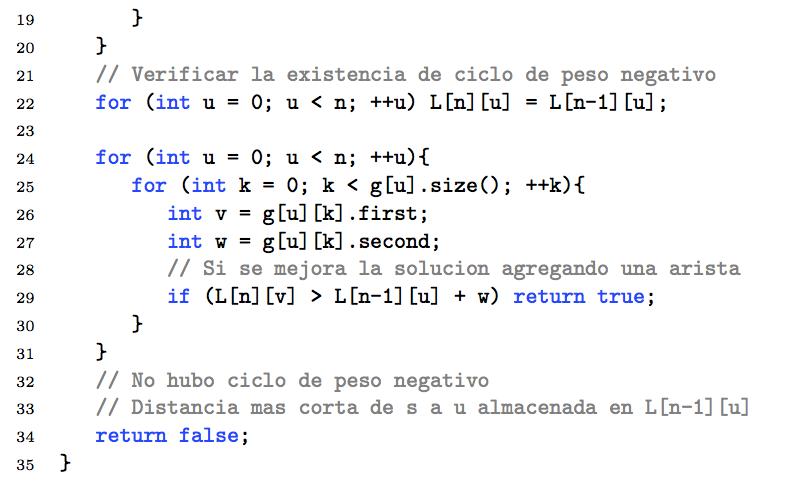 19          }
20       }
21       // Verificar la existencia de ciclo de peso negativo
22       for (int u = 0; u < n; ++u) L[n][u] = L[n-1][u];
23
24       for (int u = 0; u < n; ++u){
25          for (int k = 0; k < g[u].size(); ++k){
26             int v = g[u][k].first;
27             int w = g[u][k].second;
28             // Si se mejora la solucion agregando una arista
29             if (L[n][v] > L[n-1][u] + w) return true;
30          }
31       }
32       // No hubo ciclo de peso negativo
33       // Distancia mas corta de s a u almacenada en L[n-1][u]
34       return false;
35    }